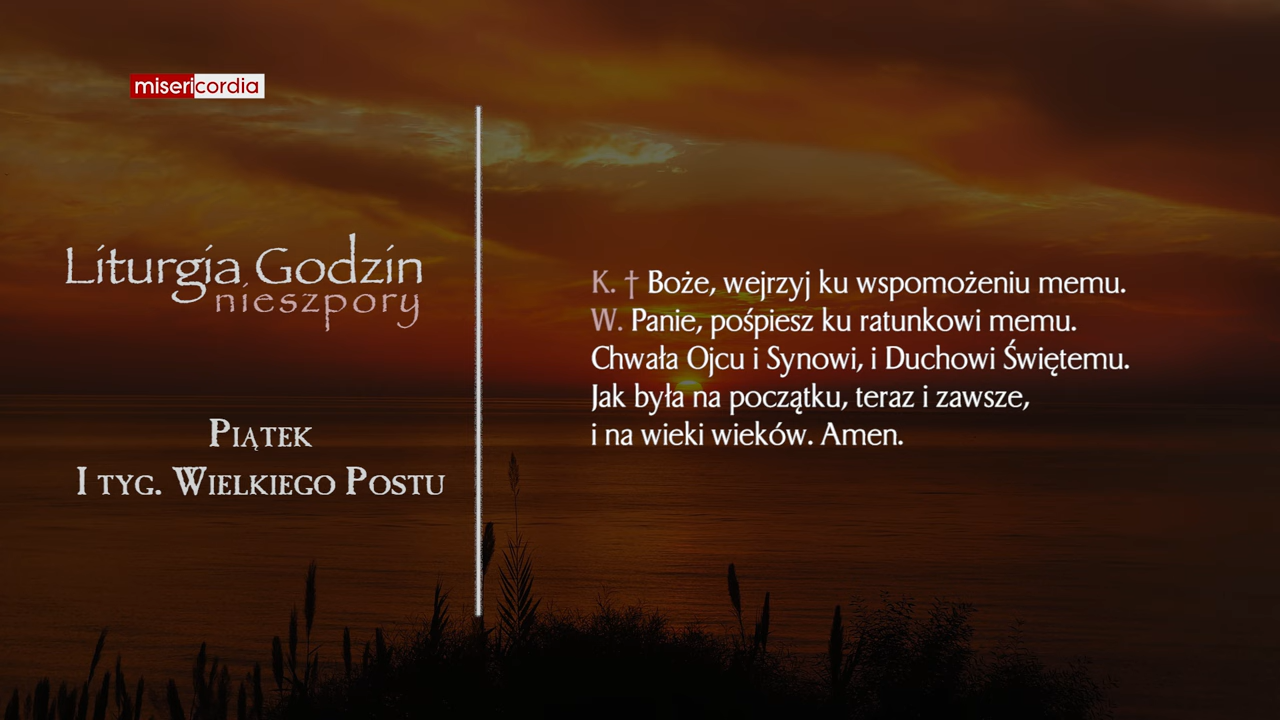 misericordia
Liturgia Godzin
nieszpory
Piątek
I tyg. Wielkiego Postu
K. † Boże, wejrzyj ku wspomożeniu memu.
W. Panie, pośpiesz ku ratunkowi memu.
Chwała Ojcu i Synowi, i Duchowi Świętemu.
Jak była na początku, teraz i zawsze,
i na wieki wieków. Amen.